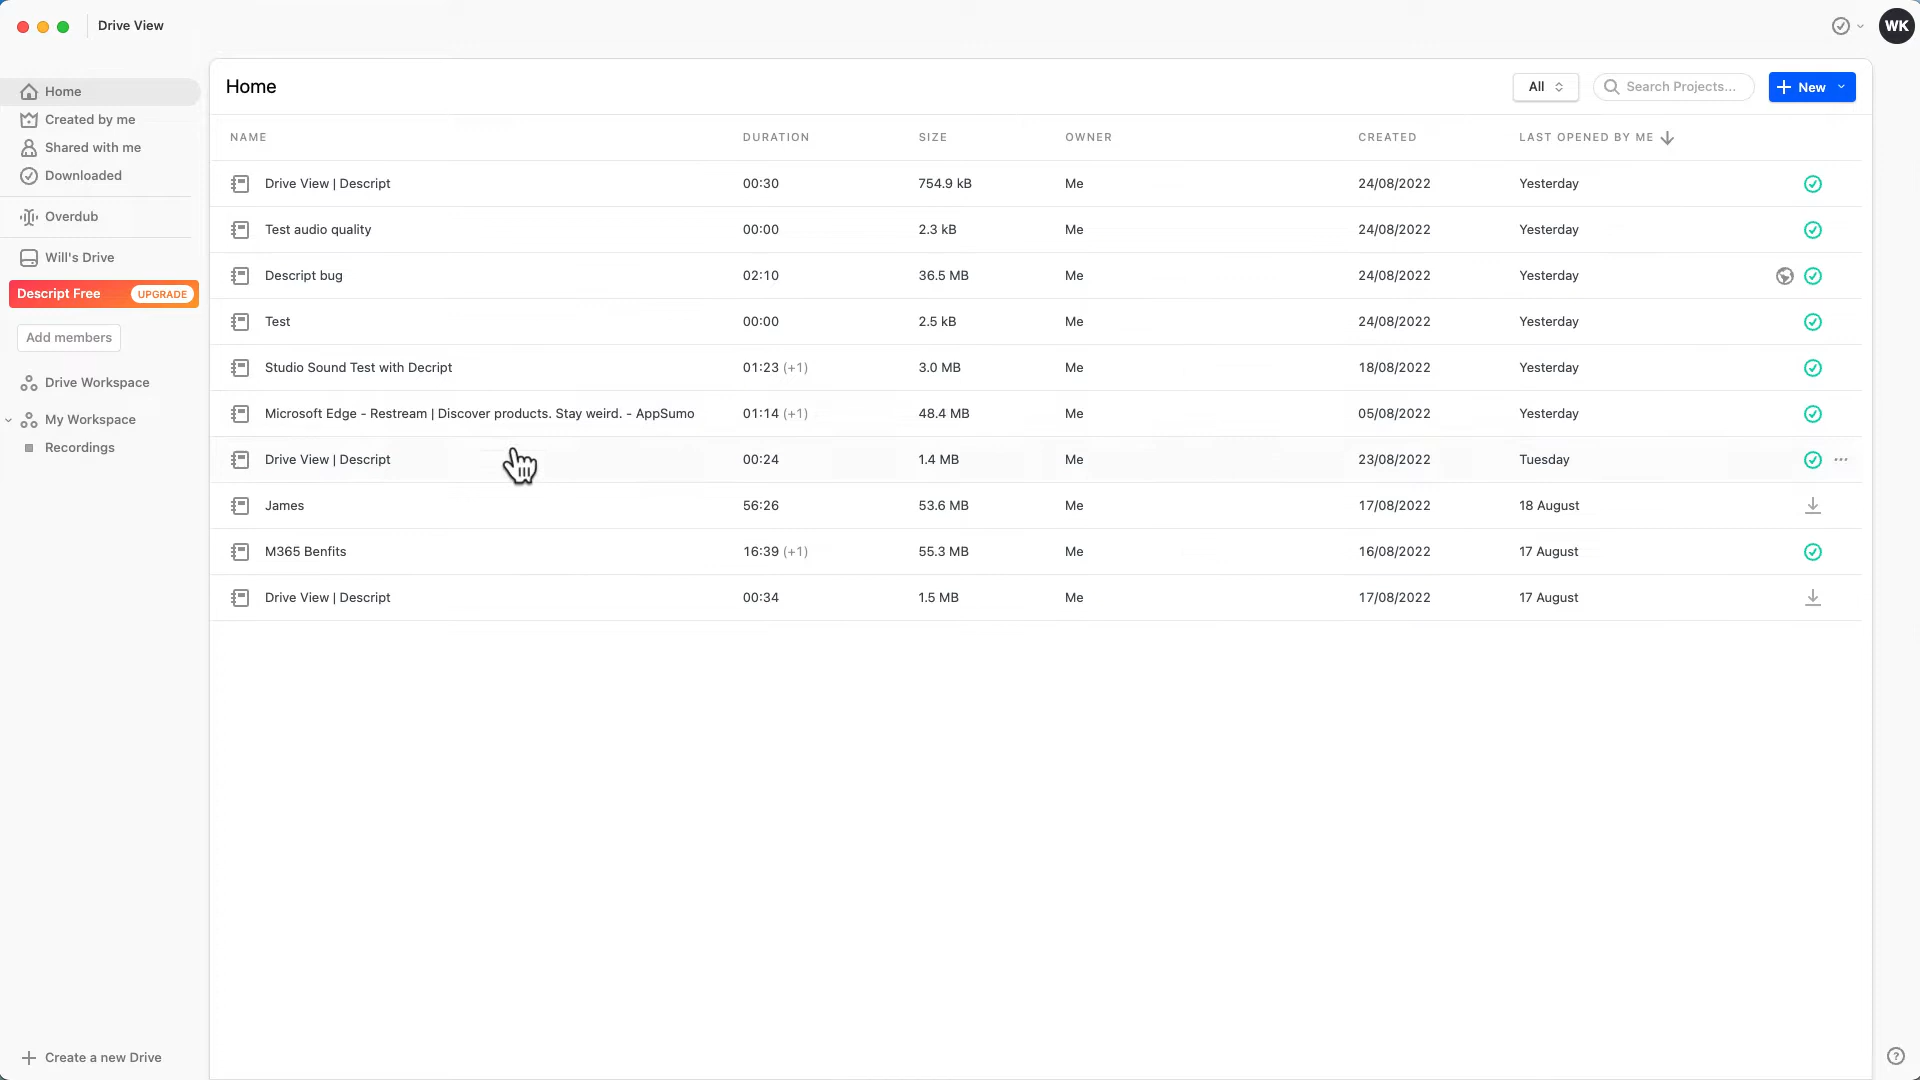 Drive View
WK
Home
Created by me
Shared with me
Downloaded
Overdub
Will's Drive
Descript Free UPGRADE
Add members
Drive Workspace
My Workspace
Recordings
Create a new Drive
Home
All
Search Projects...
New
NAME DURATION SIZE OWNER CREATED LAST OPENED BY ME
Drive View | Descript 00:30 754.9 kB Me 24/08/2022 Yesterday
Test audio quality 00:00 2.3 kB Me 24/08/2022 Yesterday
Descript bug 02:10 36.5 MB Me 24/08/2022 Yesterday
Test 00:00 2.5 kB Me 24/08/2022 Yesterday
Studio Sound Test with Decript 01:23 (+1) 3.0 MB Me 18/08/2022 Yesterday
Microsoft Edge - Restream | Discover products. Stay weird. - AppSumo 01:14 (+1) 48.4 MB Me 05/08/2022 Yesterday
Drive View | Descript 00:24 1.4 MB Me 23/08/2022 Tuesday
James 56:26 53.6 MB Me 17/08/2022 18 August
M365 Benfits 16:39 (+1) 55.3 MB Me 16/08/2022 17 August
Drive View | Descript 00:34 1.5 MB Me 17/08/2022 17 August
?